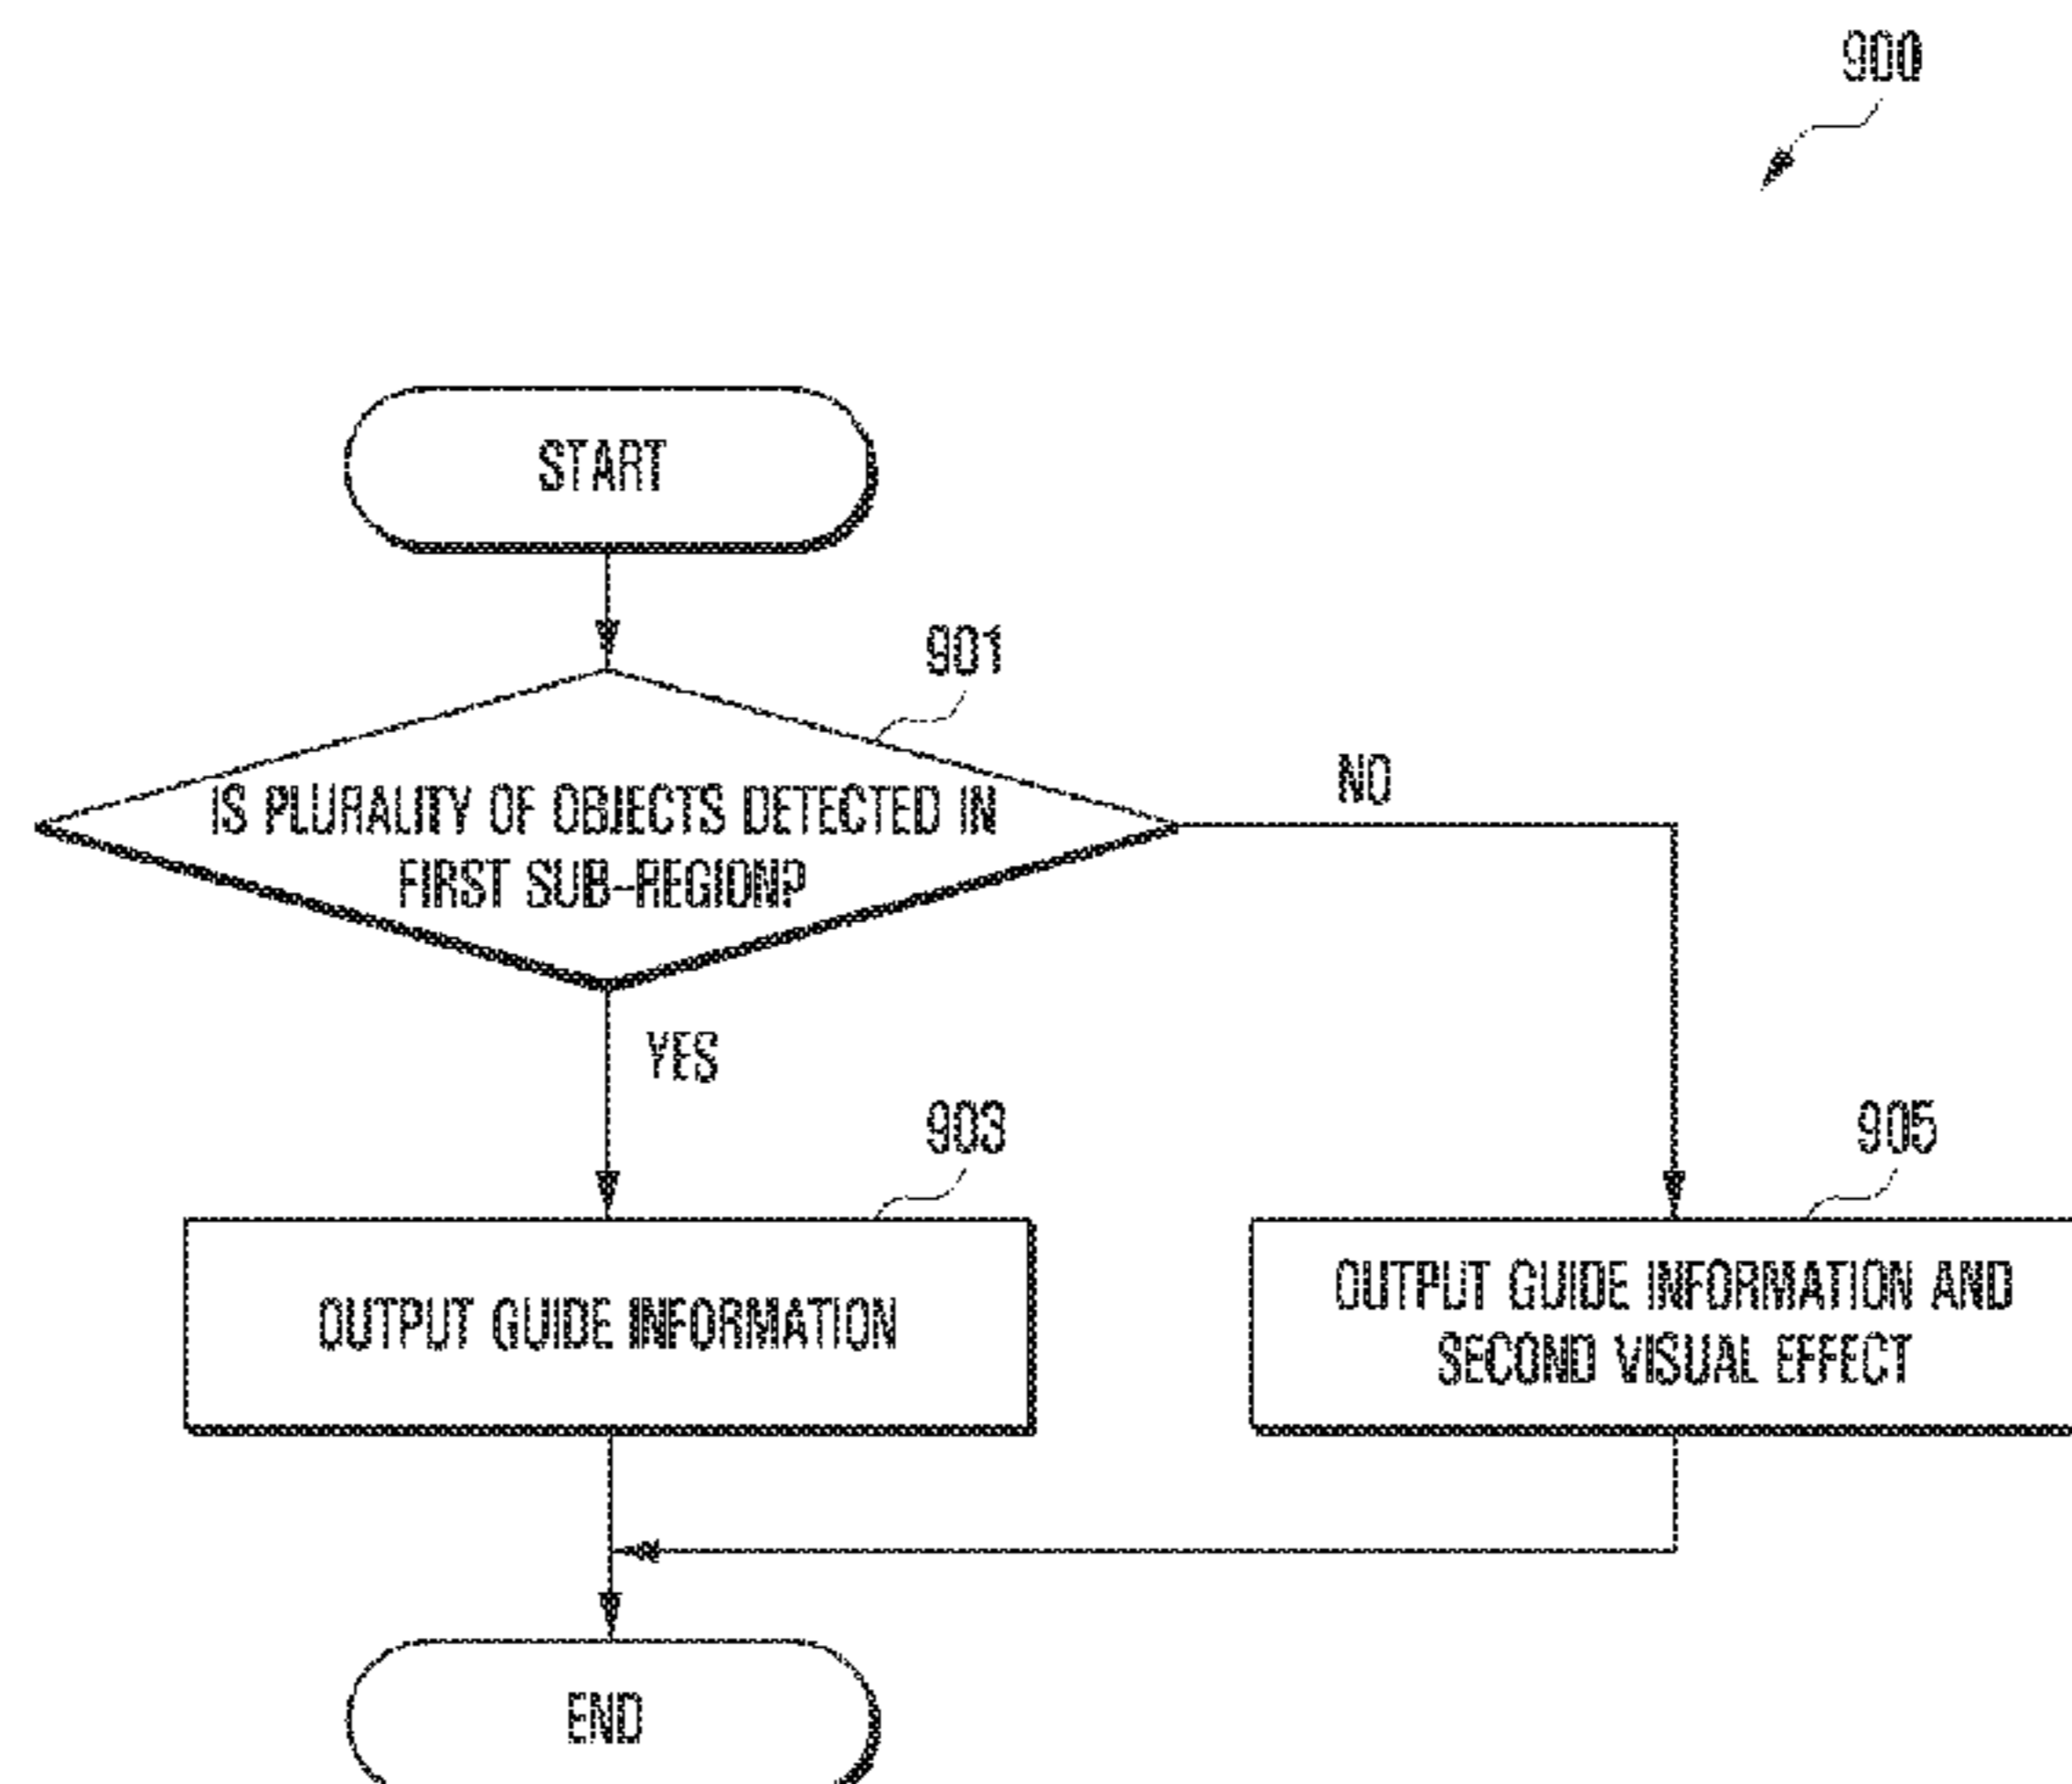 900
START
901
IS PLURALITY OF OBJECTS DETECTED IN
FIRST SUB-REGION?
NO
YES
903
905
OUTPUT GUIDE INFORMATION
OUTPUT GUIDE INFORMATION AND
SECOND VISUAL EFFECT
END